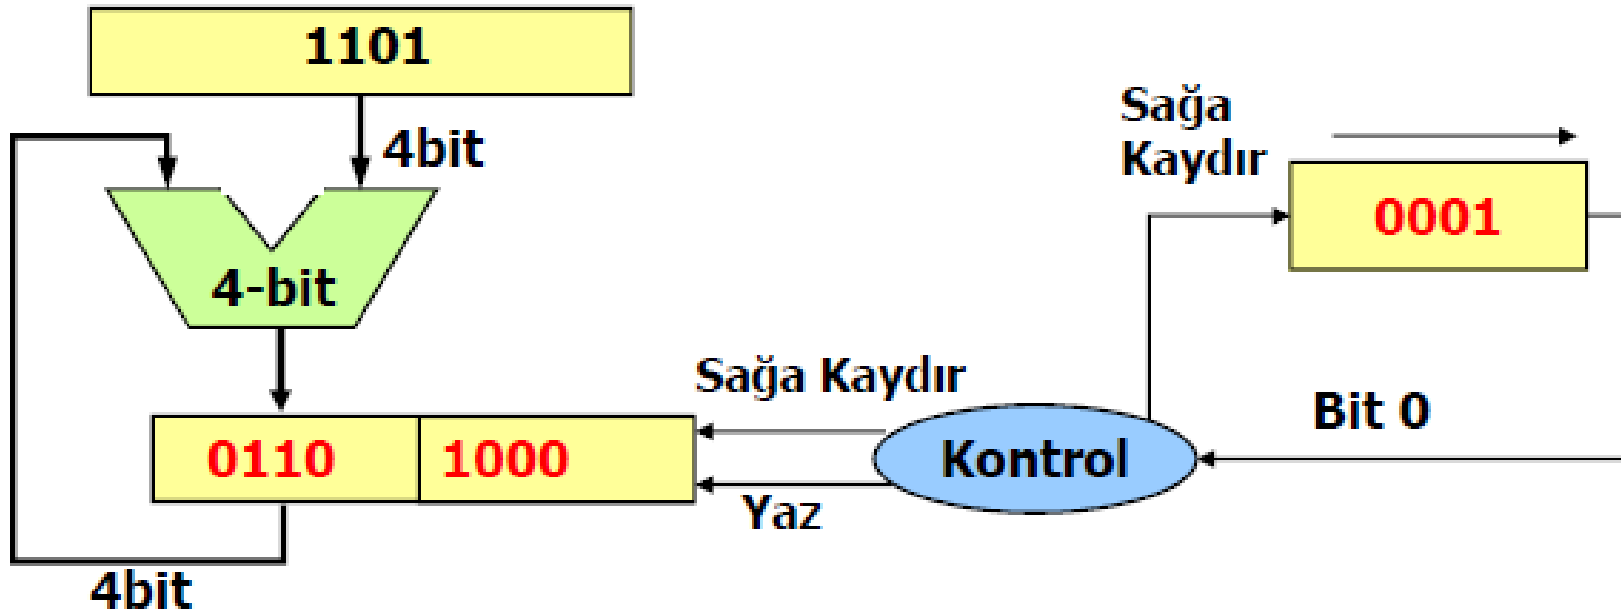 1101
4bit
Sağa
Kaydır
0001
4-bit
Sağa Kaydır
Bit 0
0110 1000
Kontrol
Yaz
4bit